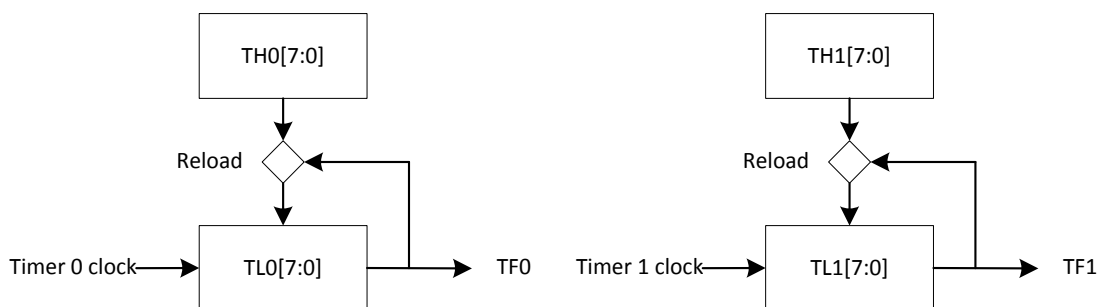 TH0[7:0]
TH1[7:0]
Reload
Reload
Timer 0 clock
TL0[7:0]
TF0
Timer 1 clock
TL1[7:0]
TF1